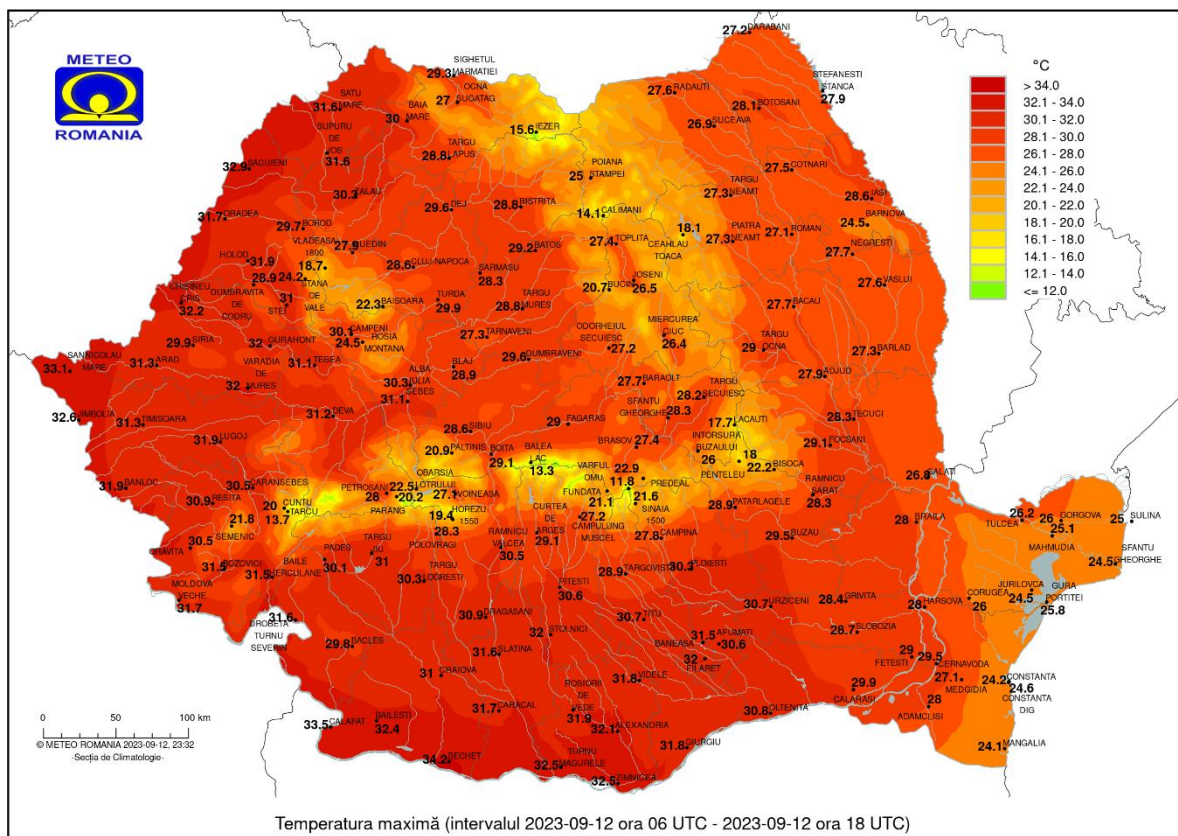 METEO
ROMANIA
°C
> 34.0
32.1 - 34.0
30.1 - 32.0
28.1 - 30.0
26.1 - 28.0
24.1 - 26.0
22.1 - 24.0
20.1 - 22.0
18.1 - 20.0
16.1 - 18.0
14.1 - 16.0
12.1 - 14.0
<= 12.0
27.2 DARABANI
STEFANESTI
STANCA
27.9
SIGHETUL
29.3 MARMATIEI
OCNA
27 SUGATAG
27.6 RADAUTI
28.1 BOTOSANI
SATU
31.6 MARE
BAIA
30 MARE
15.6 IEZER
26.9 SUCEAVA
SUPURU
DE
JOS
31.6
TARGU
28.8 LAPUS
32.9 SACUIENI
POIANA
25 STAMPEI
27.5 COTNARI
30.3 ZALAU
TARGU
27.3 NEAMT
28.6 IASI
29.6 DEJ
28.8 BISTRITA
14.1 CALIMANI
31.7 ORADEA
24.5 BARNOVA
29.7 BOROD
27.9 HUEDIN
VLADEASA
1800
18.7
29.2 BATOS
27.4 TOPLITA
18.1
CEAHLAU
TOACA
PIATRA
27.3 NEAMT
27.1 ROMAN
NEGRESTI
27.7
HOLOD
31.9
28.6 CLUJ-NAPOCA
SARMASU
28.3
28.9
DUMBRAVITA
DE
CODRU
24.2
STANA
DE
VALE
JOSENI
26.5
20.7 BUCIN
27.6 VASLUI
CHISINEU
CRIS
32.2
31
STEI
22.3 BAISOARA
TURDA
29.9
TARGU
28.8 MURES
27.7 BACAU
30.1 CAMPENI
24.5 ROSIA
MONTANA
27.3 TARNAVENI
ODORHEIUL
SECUIESC
27.2
MIERCUREA
CIUC
26.4
TARGU
29 OCNA
29.9 SIRIA
32 GURAHONT
27.3 BARLAD
SANNICOLAU
33.1 MARE
31.3 ARAD
VARADIA
DE
32 MURES
31.1 TEBEA
BLAJ
28.9
29.6 DUMBRAVENI
27.9 ADJUD
ALBA
30.3 IULIA
SEBES
31.1
27.7 BARAOLT
TARGU
28.2 SECUIESC
32.6 JIMBOLIA
31.3 TIMISOARA
31.2 DEVA
28.6 SIBIU
29 FAGARAS
SFANTU
GHEORGHE 28.3
LACAUTI
17.7
28.3 TECUCI
31.9 LUGOJ
20.9 PALTINIS
BOITA
29.1
BALEA
LAC
13.3
BRASOV 27.4
INTORSURA
BUZAULUI
26
18
PENTELEU
29.1 FOCSANI
22.2 BISOCA
31.9 BANLOC
30.5 CARANSEBES
PETROSANI
28
22.5
OBARSIA
LOTRULUI
27.1 VOINEASA
VARFUL
OMU
22.9
11.8
PREDEAL
26.8 GALATI
30.9 RESITA
20 CUNTU
13.7 TARCU
20.2
PARANG
FUNDATA
21.1
21.6
SINAIA
1500
28.9 PATARLAGELE
RAMNICU
SARAT
28.3
21.8
SEMENIC
19.4 HOREZU
1550
28.3
POLOVRAGI
CURTEA
DE
ARGES
29.1
27.2
CAMPULUNG
MUSCEL
27.8 CAMPINA
29.5 BUZAU
28 BRAILA
26.2
TULCEA
26 GORGOVA
25.1
MAHMUDIA
25 SULINA
30.5
ORAVITA
TARGU
JIU
31
RAMNICU
VALCEA
30.5
31.5 BOZOVICI
BAILE
31.5 HERCULANE
PADES
30.1
28.9 TARGOVISTE
30.2 PLOIESTI
SFANTU
24.5 GHEORGHE
MOLDOVA
VECHE
31.7
TARGU
30.3 LOGRESTI
PITESTI
30.6
JURILOVCA
24.5
GURA
PORTITEI
25.8
CORUGEA
26
31.6
DROBETA
TURNU
SEVERIN
30.9 DRAGASANI
30.7 TITU
30.7 URZICENI
28.4 GRIVITA
28 HARSOVA
29.8 BACLES
32 STOLNICI
31.5 AFUMATI
BANEASA 30.6
32
FILARET
28.7 SLOBOZIA
31.6 SLATINA
29
FETESTI
29.5
CERNAVODA
31 CRAIOVA
31.8 VIDELE
29.9
CALARASI
27.1
MEDGIDIA
24.2 CONSTANTA
24.6
CONSTANTA
DIG
ROSIORII
DE
VEDE
31.9
31.7 CARACAL
30.8 OLTENITA
28
ADAMCLISI
33.5 CALAFAT
BAILESTI
32.4
32.1 ALEXANDRIA
31.8 GIURGIU
24.1 MANGALIA
34.2 BECHET
TURNU
32.5 MAGURELE
32.5 ZIMNICEA
0 50 100 km
© METEO ROMANIA 2023-09-12, 23:32
-Secția de Climatologie-
Temperatura maximă (intervalul 2023-09-12 ora 06 UTC - 2023-09-12 ora 18 UTC)